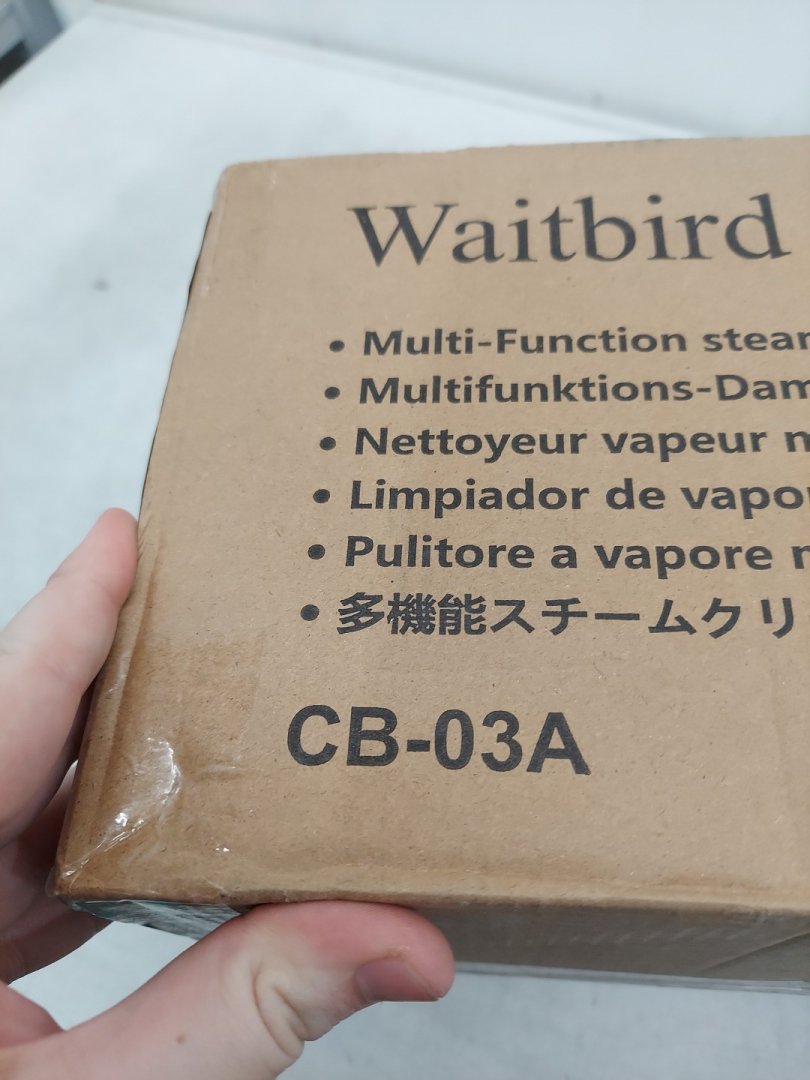 Waitbird
• Multi-Function stear
• Multifunktions-Dam
• Nettoyeur vapeur m
• Limpiador de vapo
• Pulitore a vapore m
• 多機能スチームクリ
CB-03A